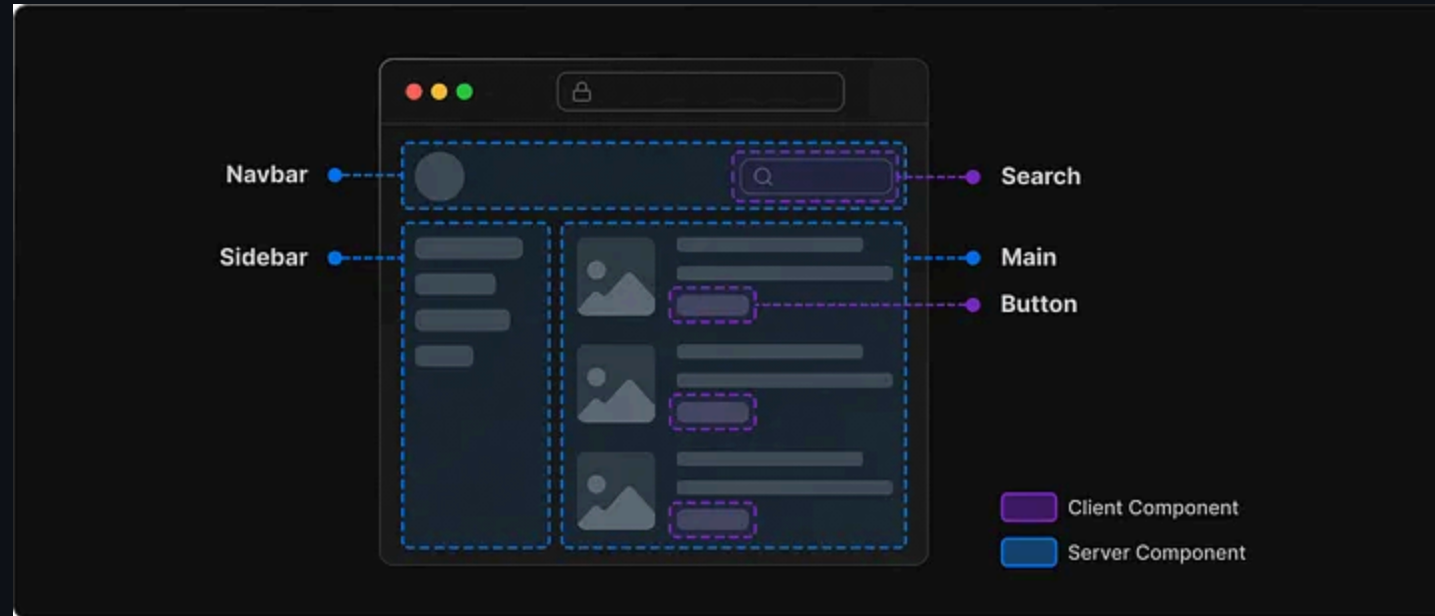 Navbar
Search
Sidebar
Main
Button
Client Component
Server Component